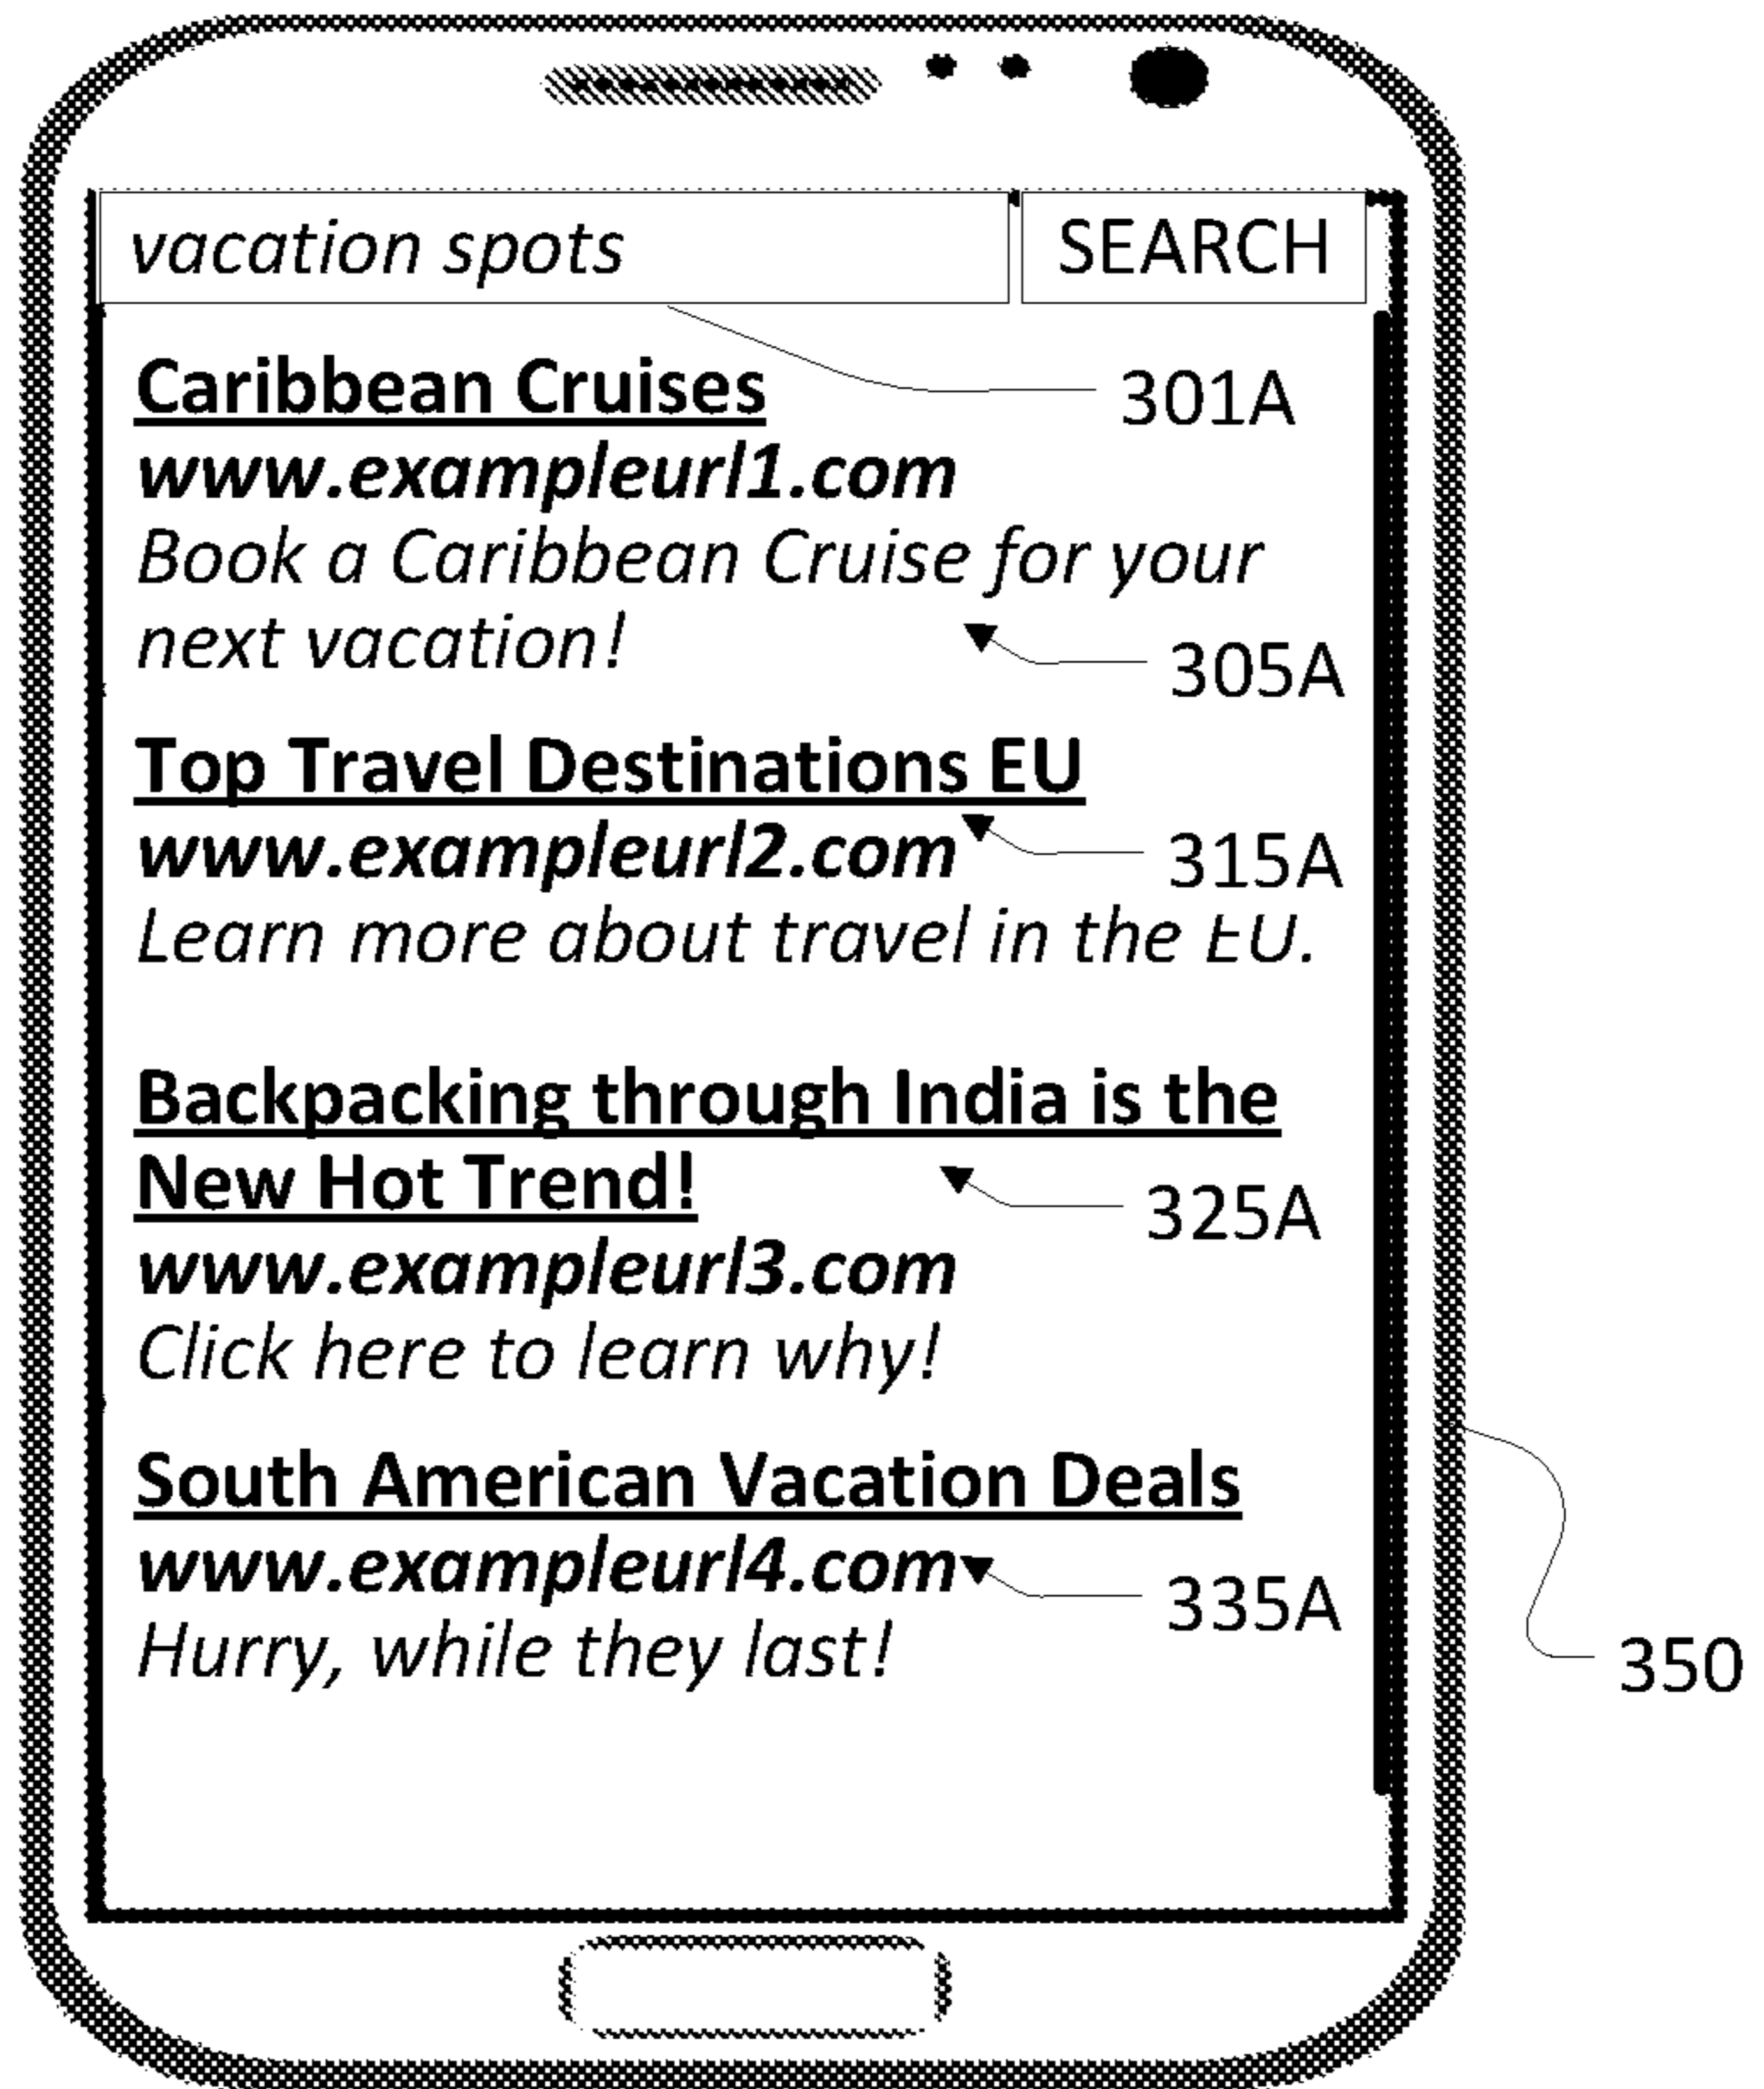 vacation spots SEARCH
Caribbean Cruises
301A
www.exampleurl1.com
Book a Caribbean Cruise for your
next vacation!
305A
Top Travel Destinations EU
www.exampleurl2.com
315A
Learn more about travel in the EU.
Backpacking through India is the
New Hot Trend!
325A
www.exampleurl3.com
Click here to learn why!
South American Vacation Deals
www.exampleurl4.com
335A
Hurry, while they last!
350